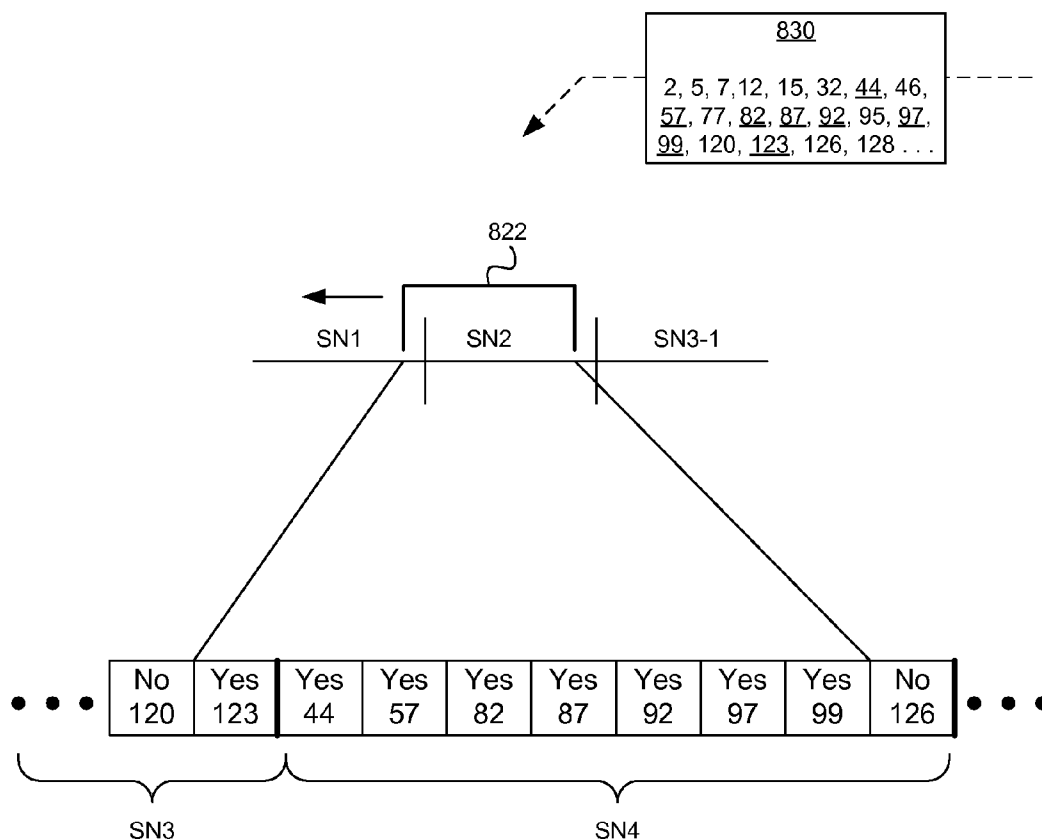 830
2, 5, 7,12, 15, 32, 44, 46,
57, 77, 82, 87, 92, 95, 97,
99, 120, 123, 126, 128 . . .
822
SN1 SN2 SN3-1
No Yes Yes Yes Yes Yes Yes Yes Yes No
120 123 44 57 82 87 92 97 99 126
SN3 SN4